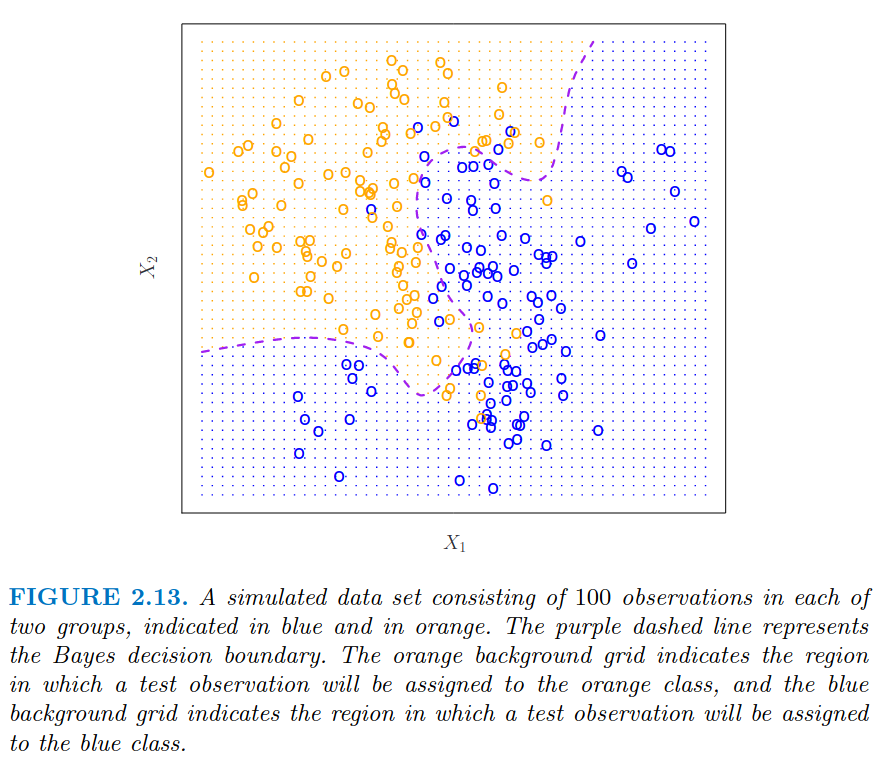 X₂
X₁
FIGURE 2.13. A simulated data set consisting of 100 observations in each of
two groups, indicated in blue and in orange. The purple dashed line represents
the Bayes decision boundary. The orange background grid indicates the region
in which a test observation will be assigned to the orange class, and the blue
background grid indicates the region in which a test observation will be assigned
to the blue class.